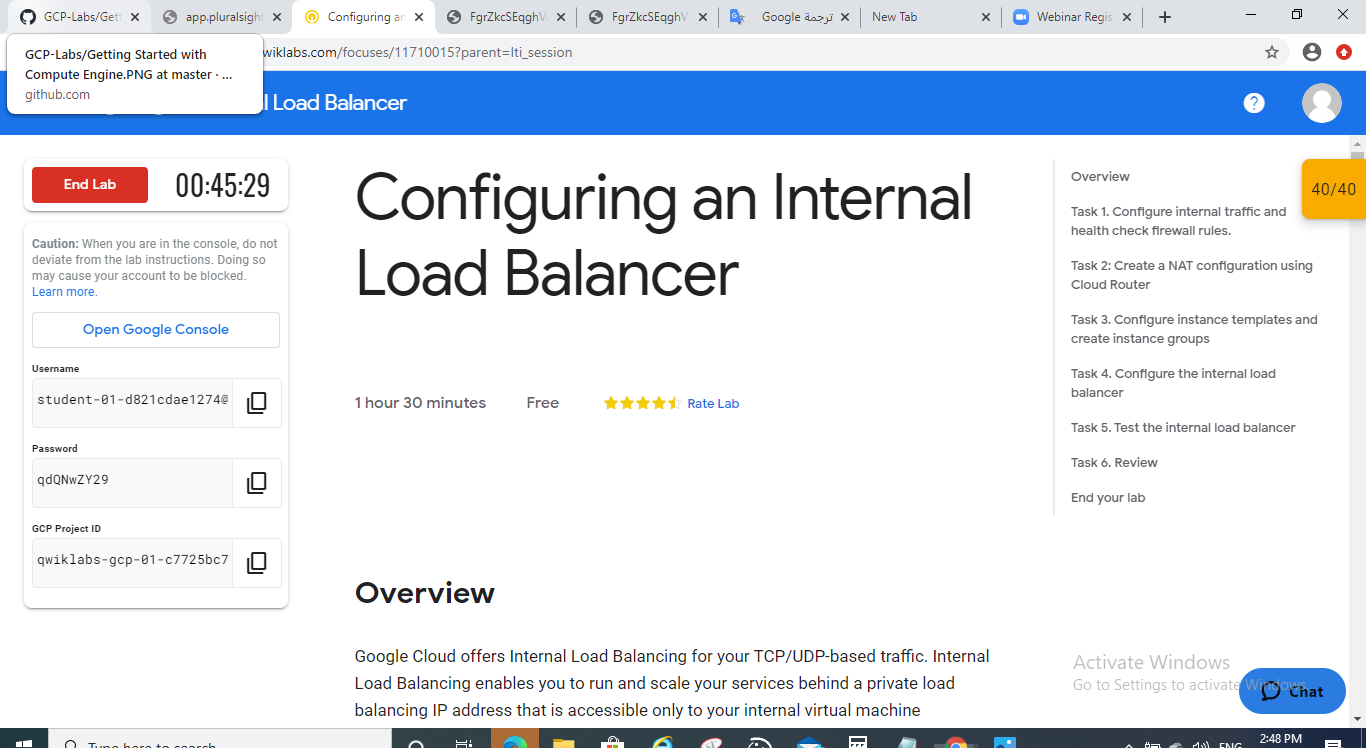 GCP-Labs/Gett
app.pluralsight
Configuring an
FgrZkcSEqghV
FgrZkcSEqghV
ترجمة Google
New Tab
Webinar Regis
GCP-Labs/Getting Started with
Compute Engine.PNG at master · ...
github.com
wiklabs.com/focuses/11710015?parent=lti_session
l Load Balancer
End Lab
00:45:29
Caution: When you are in the console, do not
deviate from the lab instructions. Doing so
may cause your account to be blocked.
Learn more.
Open Google Console
Username
student-01-d821cdae1274@
Password
qdQNwZY29
GCP Project ID
qwiklabs-gcp-01-c7725bc7
Configuring an Internal
Load Balancer
1 hour 30 minutes
Free
Rate Lab
Overview
Google Cloud offers Internal Load Balancing for your TCP/UDP-based traffic. Internal
Load Balancing enables you to run and scale your services behind a private load
balancing IP address that is accessible only to your internal virtual machine
Overview
Task 1. Configure internal traffic and
health check firewall rules.
Task 2: Create a NAT configuration using
Cloud Router
Task 3. Configure instance templates and
create instance groups
Task 4. Configure the internal load
balancer
Task 5. Test the internal load balancer
Task 6. Review
End your lab
40/40
Activate Windows
Go to Settings to activate Windows.
Chat
Type here to search
ENG
2:48 PM